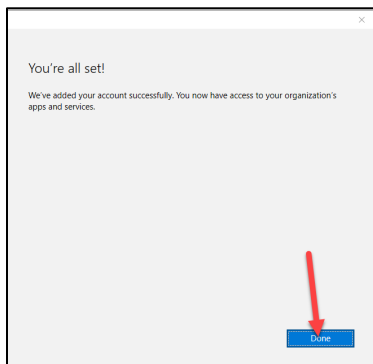 You're all set!
We've added your account successfully. You now have access to your organization's
apps and services.
Done